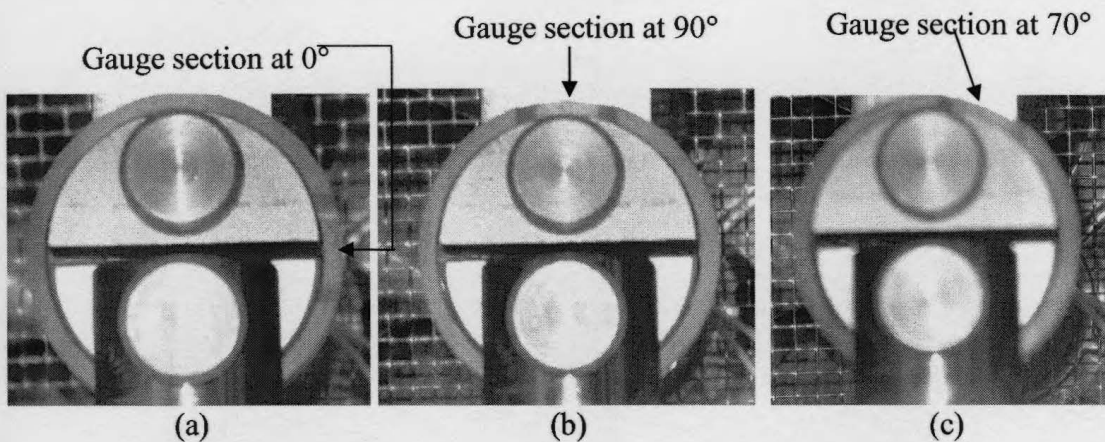 Gauge section at 0°
Gauge section at 90°
Gauge section at 70°
(a)
(b)
(c)